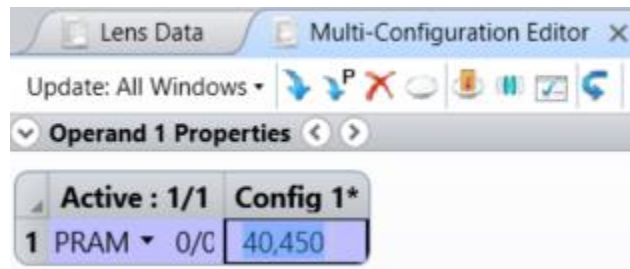 Lens Data Multi-Configuration Editor
Update: All Windows
Operand 1 Properties
Active : 1/1 Config 1*
1 PRAM 0/0 40,450